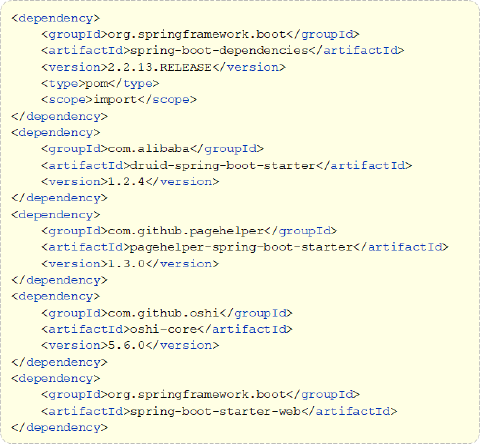 <dependency>
    <groupId>org.springframework.boot</groupId>
    <artifactId>spring-boot-dependencies</artifactId>
    <version>2.2.13.RELEASE</version>
    <type>pom</type>
    <scope>import</scope>
</dependency>
<dependency>
    <groupId>com.alibaba</groupId>
    <artifactId>druid-spring-boot-starter</artifactId>
    <version>1.2.4</version>
</dependency>
<dependency>
    <groupId>com.github.pagehelper</groupId>
    <artifactId>pagehelper-spring-boot-starter</artifactId>
    <version>1.3.0</version>
</dependency>
<dependency>
    <groupId>com.github.oshi</groupId>
    <artifactId>oshi-core</artifactId>
    <version>5.6.0</version>
</dependency>
<dependency>
    <groupId>org.springframework.boot</groupId>
    <artifactId>spring-boot-starter-web</artifactId>
</dependency>